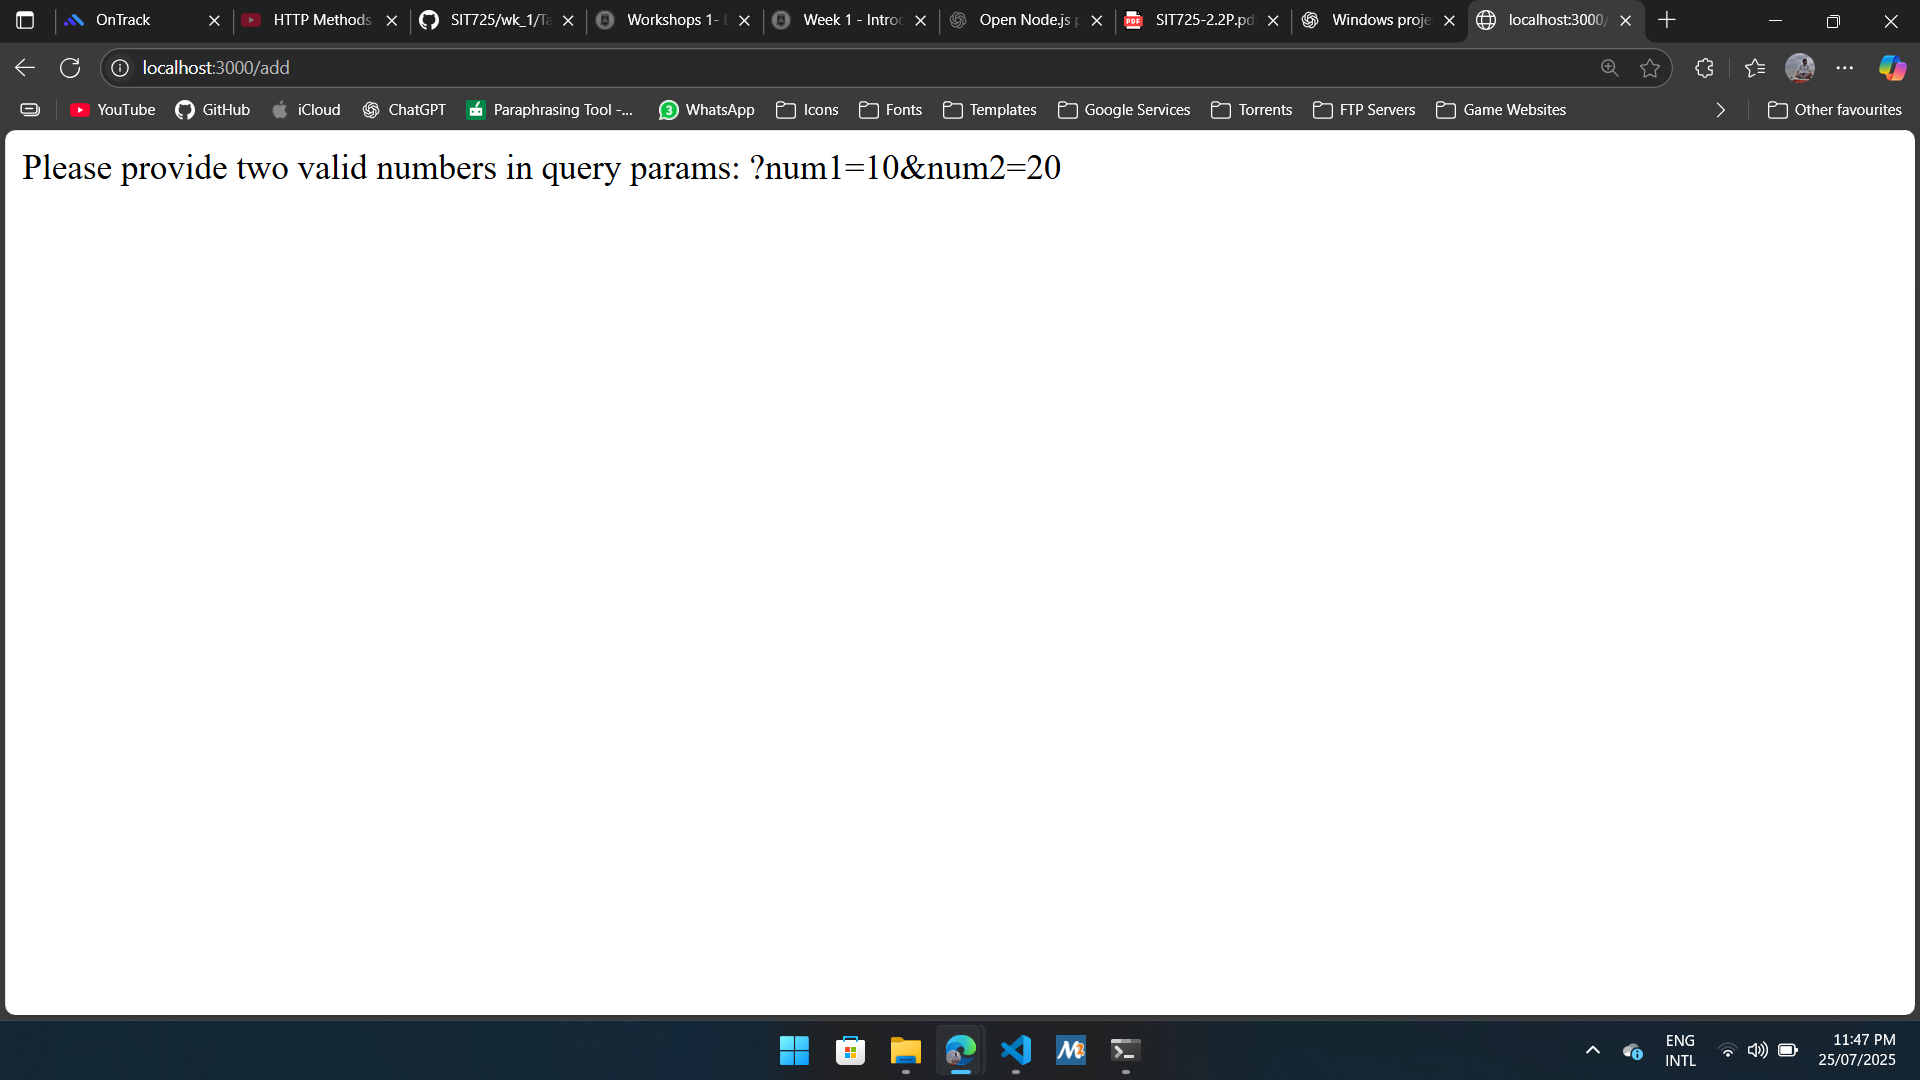 OnTrack
HTTP Methods
SIT725/wk_1/Ta
Workshops 1-
Week 1 - Introd
Open Node.js p
PDF
SIT725-2.2P.pd
Windows proje
localhost:3000/
localhost:3000/add
YouTube
GitHub
iCloud
ChatGPT
Paraphrasing Tool -...
3
WhatsApp
Icons
Fonts
Templates
Google Services
Torrents
FTP Servers
Game Websites
Other favourites
Please provide two valid numbers in query params: ?num1=10&num2=20
ENG
INTL
11:47 PM
25/07/2025